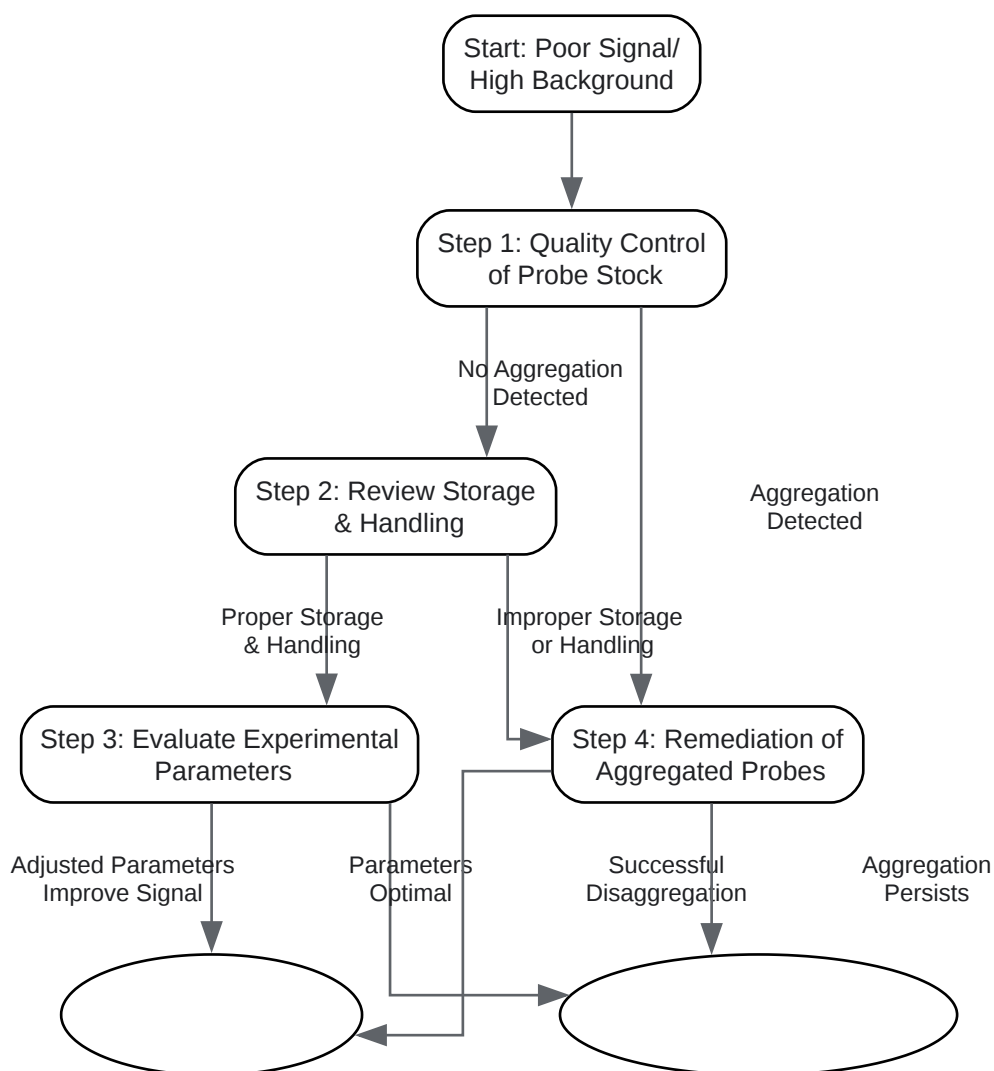 Start: Poor Signal/
High Background
Step 1: Quality Control
of Probe Stock
No Aggregation
Detected
Step 2: Review Storage
& Handling
Aggregation
Detected
Proper Storage
& Handling
Improper Storage
or Handling
Step 3: Evaluate Experimental
Parameters
Step 4: Remediation of
Aggregated Probes
Adjusted Parameters
Improve Signal
Parameters
Optimal
Successful
Disaggregation
Aggregation
Persists